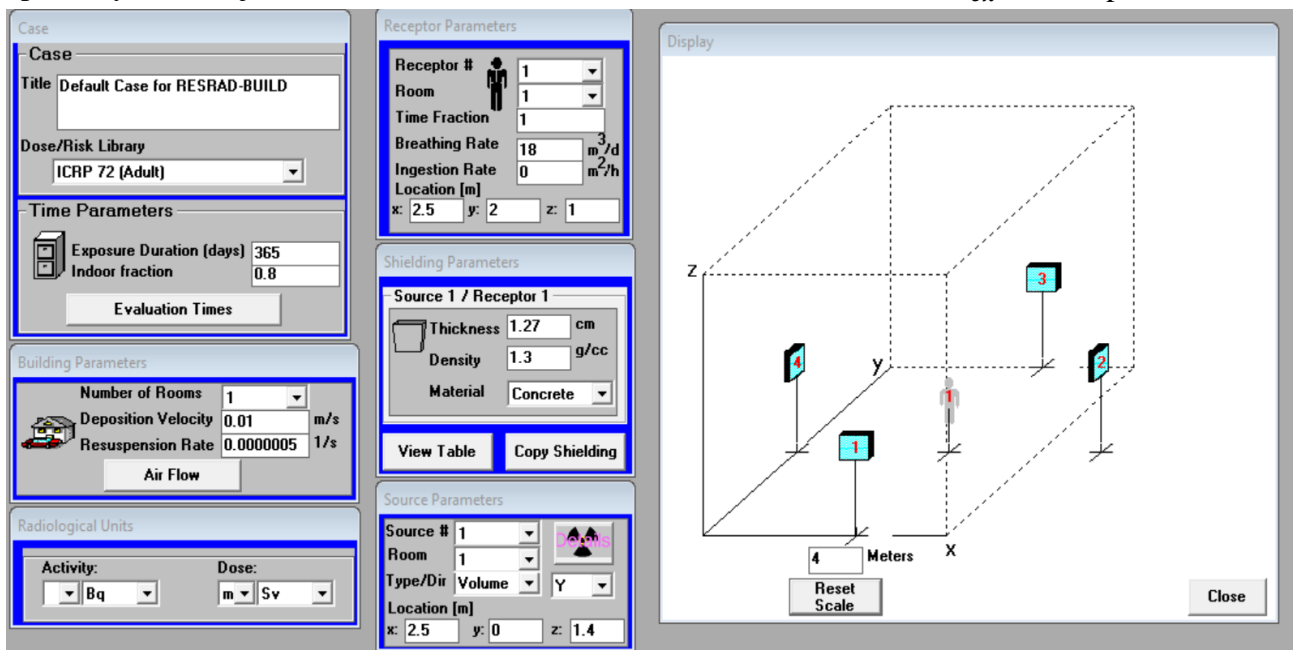 Case
Case
Title Default Case for RESRAD-BUILD
Dose/Risk Library
ICRP 72 (Adult)
Time Parameters
Exposure Duration (days) 365
Indoor fraction 0.8
Evaluation Times
Building Parameters
Number of Rooms 1
Deposition Velocity 0.01 m/s
Resuspension Rate 0.0000005 1/s
Air Flow
Radiological Units
Activity: Dose:
Bq m Sv
Receptor Parameters
Receptor # 1
Room 1
Time Fraction 1
Breathing Rate 18 m3/d
Ingestion Rate 0 m2/h
Location [m]
x: 2.5 y: 2 z: 1
Shielding Parameters
Source 1 / Receptor 1
Thickness 1.27 cm
Density 1.3 g/cc
Material Concrete
View Table Copy Shielding
Source Parameters
Source # 1 Details
Room 1
Type/Dir Volume Y
Location [m]
x: 2.5 y: 0 z: 1.4
Display
z
3
4
y
2
1
1
4 Meters x
Reset
Scale
Close